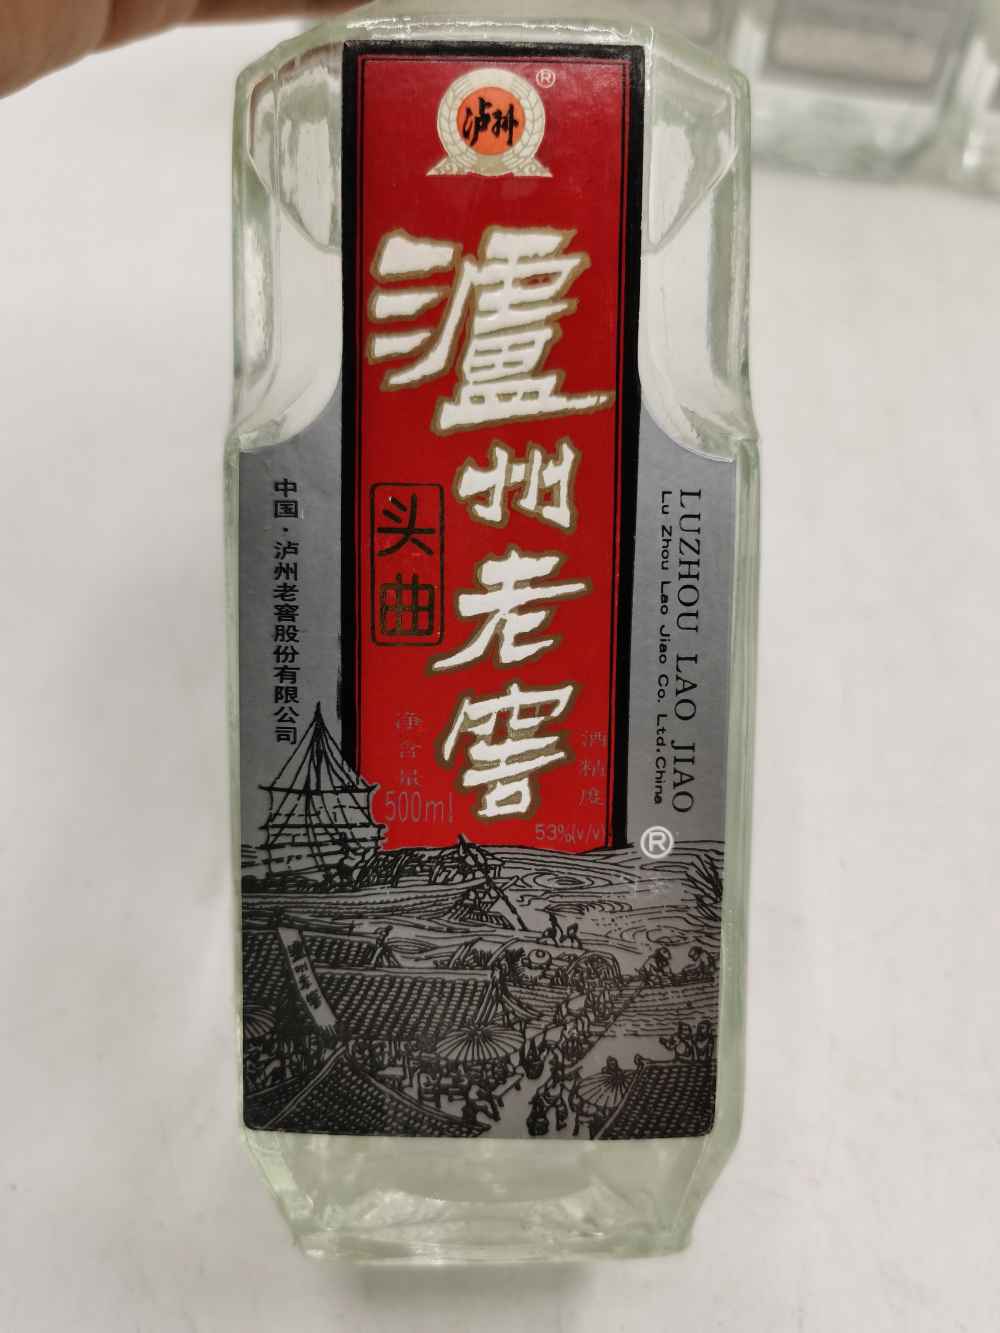 泸州
®
瀘州老窖
头曲
中国·泸州老窖股份有限公司
LUZHOU LAO JIAO
Lu Zhou Lao Jiao Co. Ltd.China
净含量
500ml
酒精度
53%(v/v)
®